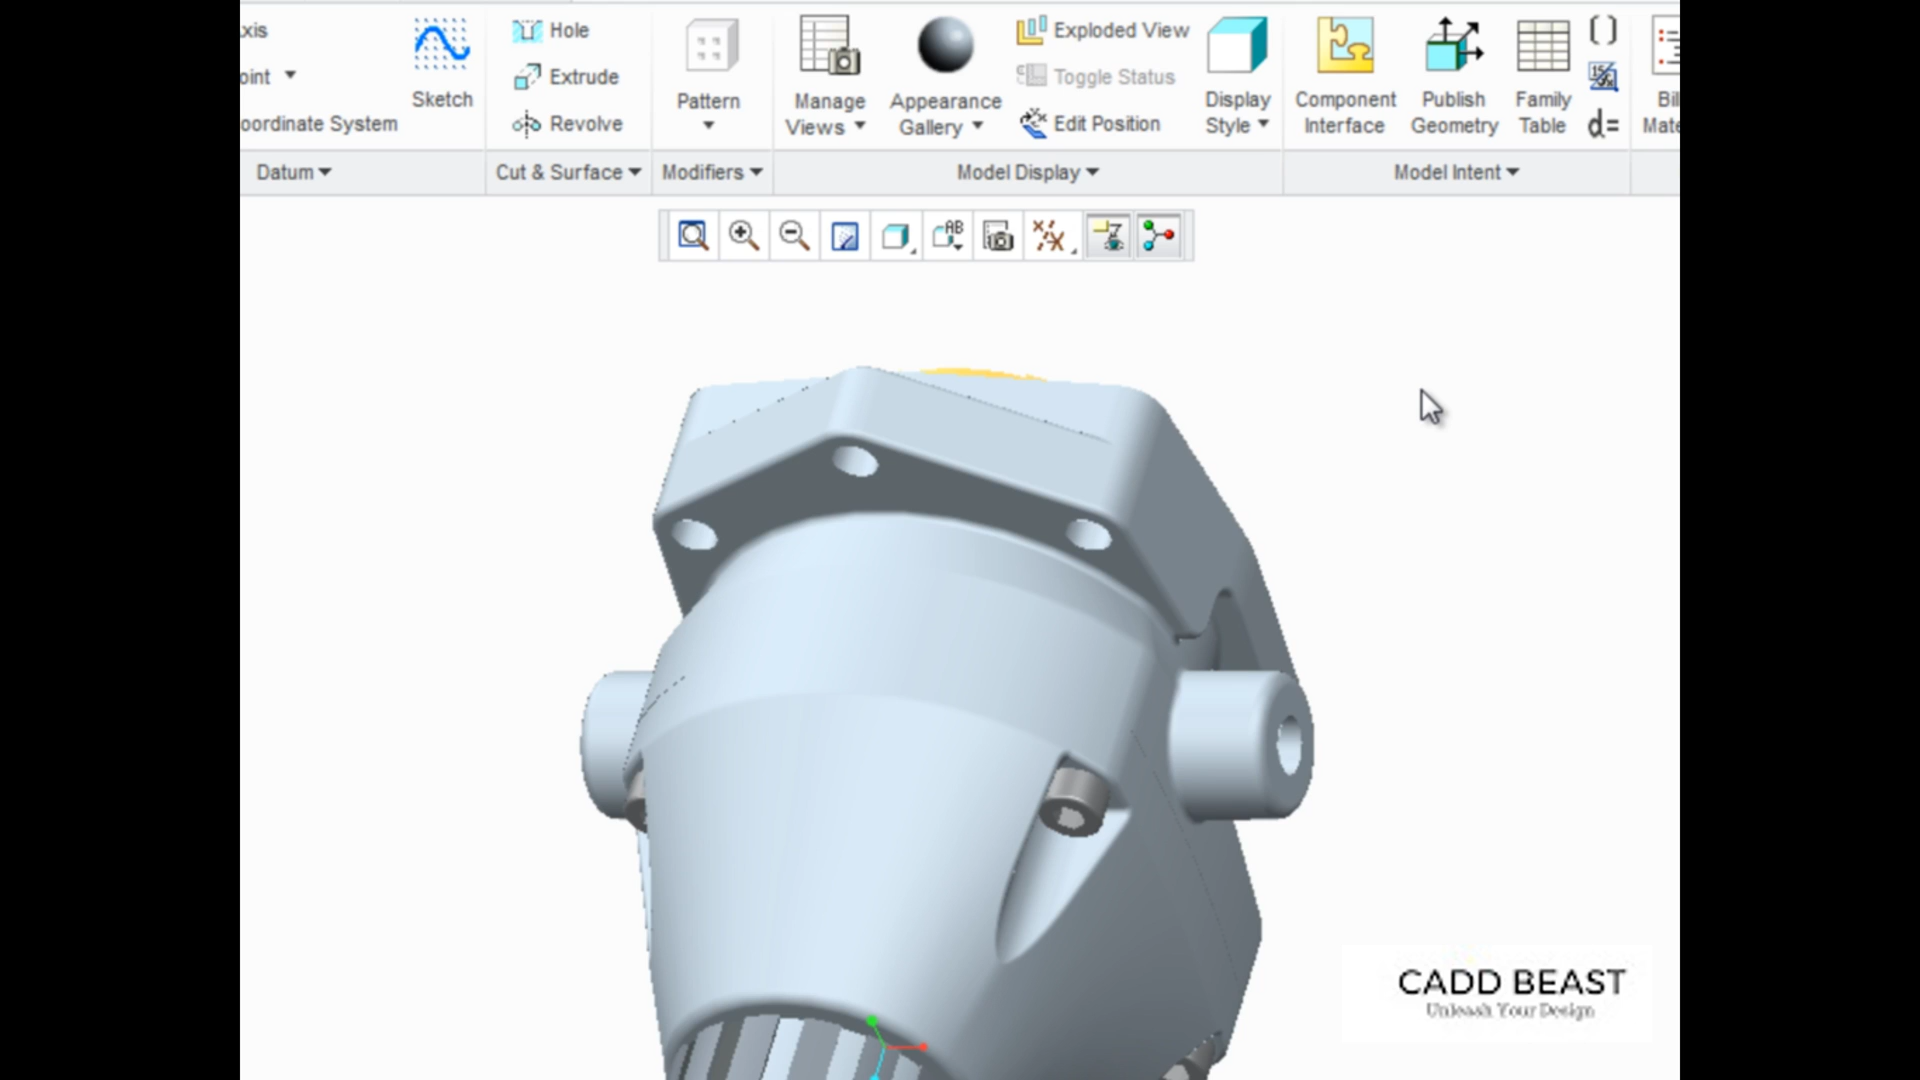 xis
oint
oordinate System
Sketch
Hole
Extrude
Revolve
Pattern
Manage
Views
Appearance
Gallery
Exploded View
Toggle Status
Edit Position
Display
Style
Component
Interface
Publish
Geometry
Family
Table
( )
d=
Bil
Mate
Datum
Cut & Surface
Modifiers
Model Display
Model Intent
AB
CADD BEAST
Unleash Your Design